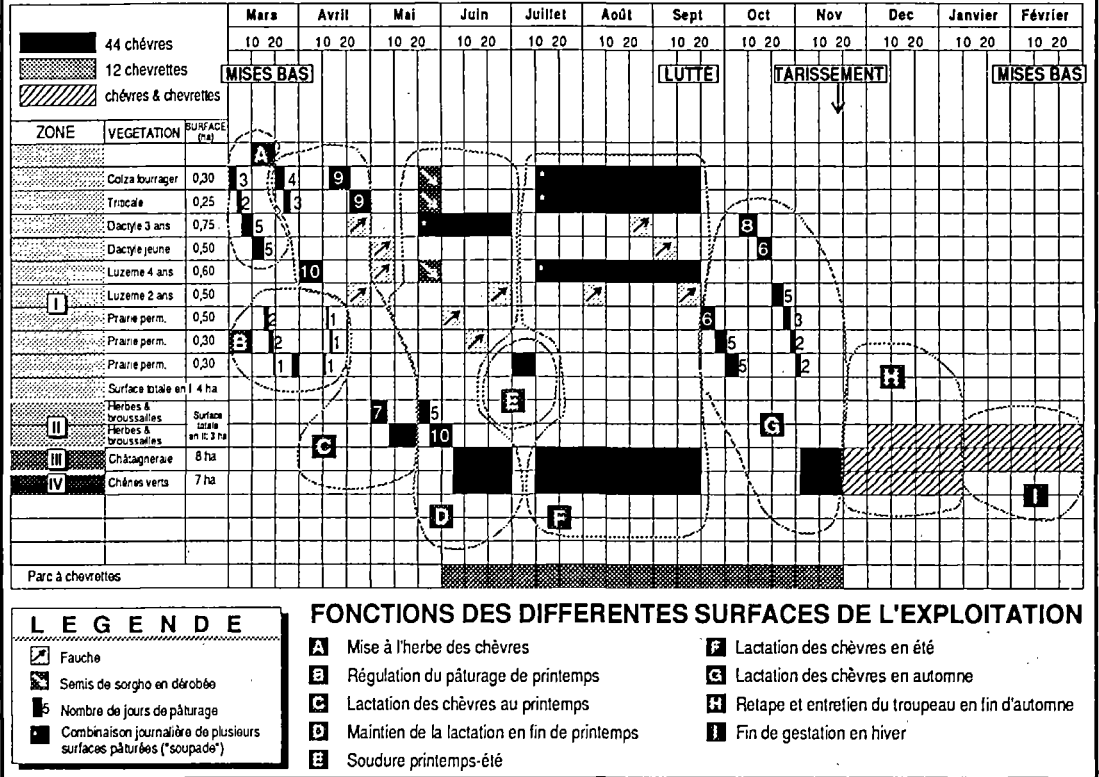 Mars Avril Mai Juin Juillet Août Sept Oct Nov Dec Janvier Février
10 20 10 20 10 20 10 20 10 20 10 20 10 20 10 20 10 20 10 20 10 20 10 20
44 chévres
12 chevrettes
chévres & chevrettes
MISES BAS LUTTE TARISSEMENT MISES BAS
ZONE VEGETATION SURFACE (ha)
A
Colza fourrager 0,30 3 4 9
Triticale 0,25 2 3 9
Dactyle 3 ans 0,75 5 8
Dactyle jeune 0,50 5 6
Luzerne 4 ans 0,60 10
I Luzerne 2 ans 0,50 5
Prairie perm. 0,50 2 1 6 3
Prairie perm. 0,30 B 2 1 5 2
Prairie perm. 0,30 1 1 5 2
Surface totale en I 4 ha E H
II
Herbes & broussailles 7 5 G
Herbes & broussailles C 10
Surface totale en II: 3 ha
III Châtaigneraie 8 ha
IV Chênes verts 7 ha I
D F
Parc à chevrettes
LEGENDE
Fauche
Semis de sorgho en dérobée
5 Nombre de jours de pâturage
Combinaison journalière de plusieurs
surfaces pâturées ("soupade")
FONCTIONS DES DIFFERENTES SURFACES DE L'EXPLOITATION
A Mise à l'herbe des chèvres
B Régulation du pâturage de printemps
C Lactation des chèvres au printemps
D Maintien de la lactation en fin de printemps
E Soudure printemps-été
F Lactation des chèvres en été
G Lactation des chèvres en automne
H Retape et entretien du troupeau en fin d'automne
I Fin de gestation en hiver